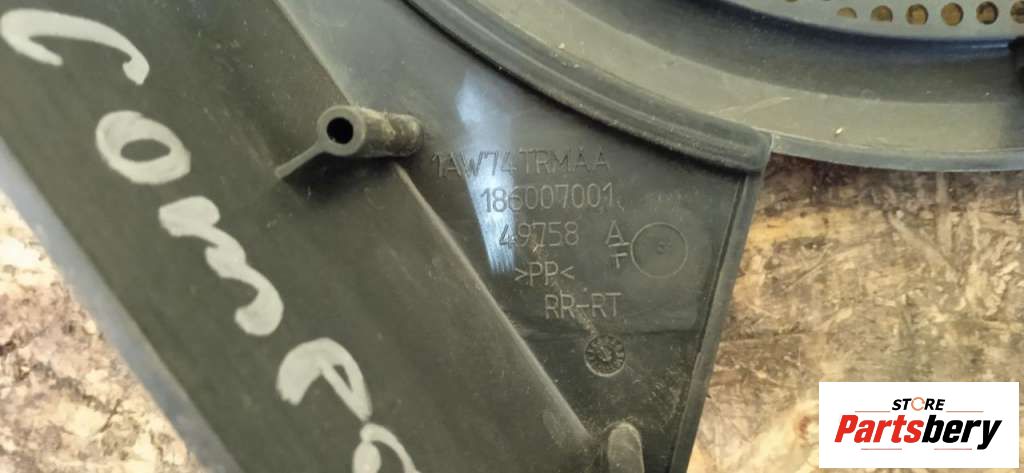 1AW74TRMAA
186007001
49758 A
T
>PP<
RR-RT
STORE
Partsbery